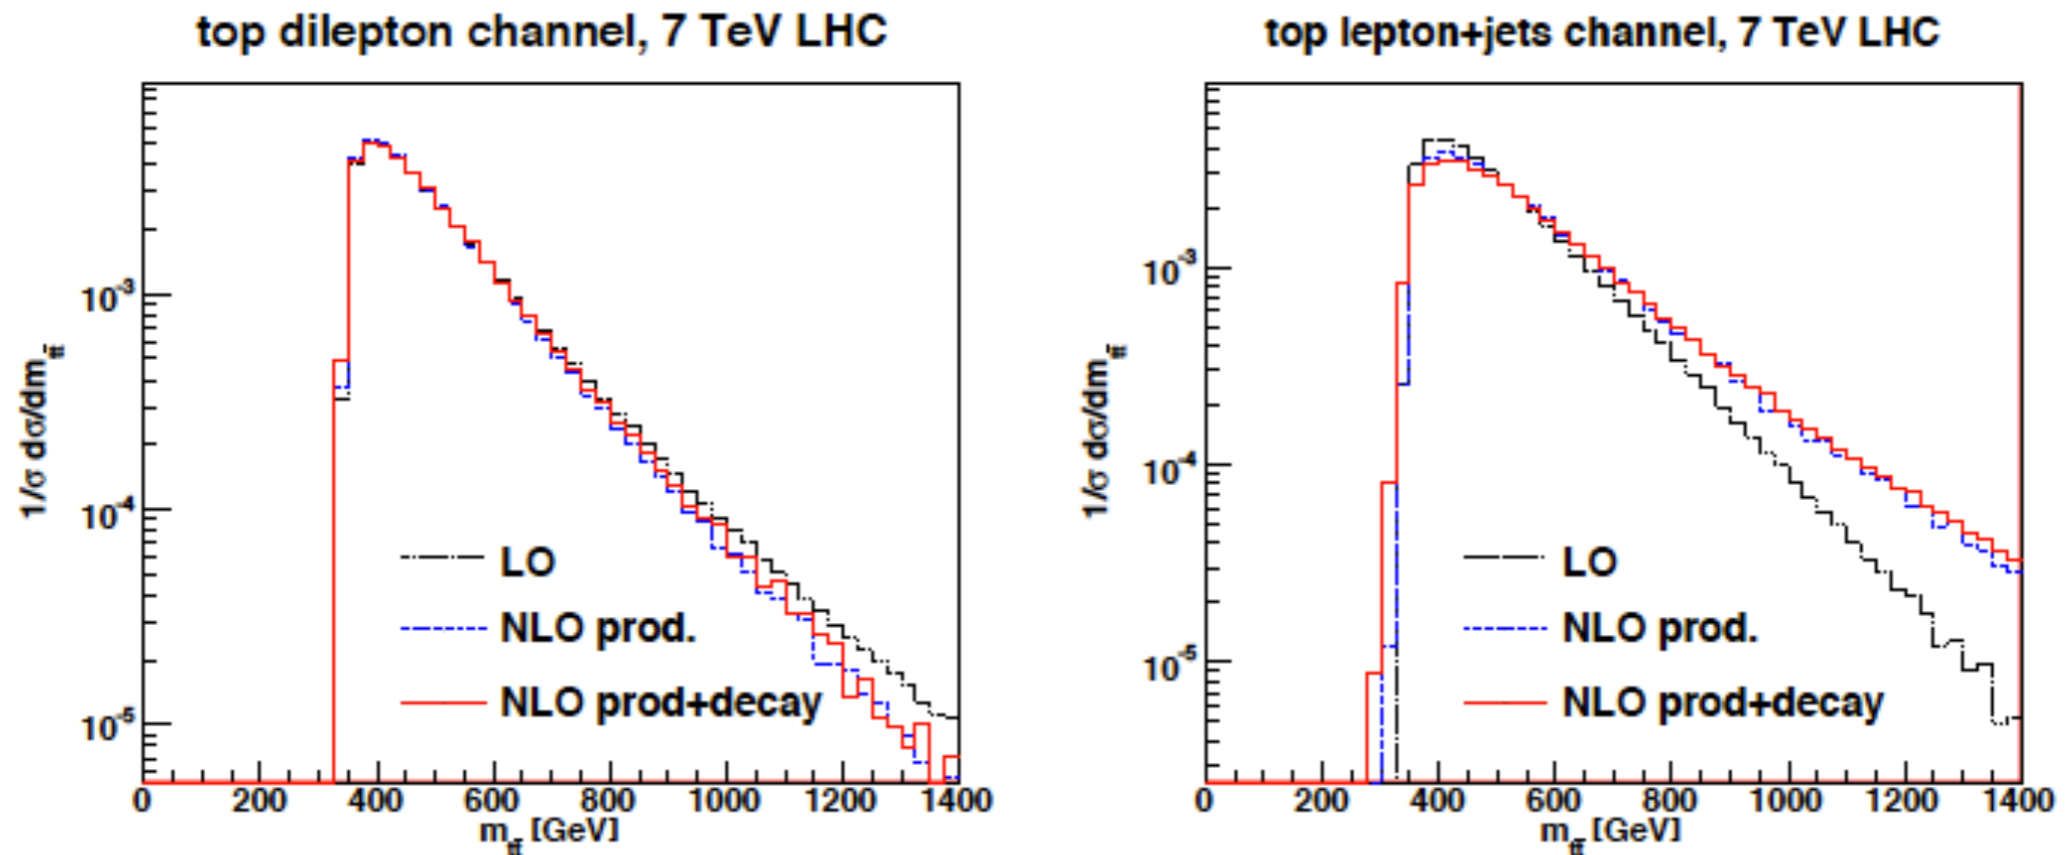 top dilepton channel, 7 TeV LHC
1/σ dσ/dm_tt̄
10⁻³
10⁻⁴
10⁻⁵
LO
NLO prod.
NLO prod+decay
0 200 400 600 800 1000 1200 1400
m_tt̄ [GeV]
top lepton+jets channel, 7 TeV LHC
1/σ dσ/dm_tt̄
10⁻³
10⁻⁴
10⁻⁵
LO
NLO prod.
NLO prod+decay
0 200 400 600 800 1000 1200 1400
m_tt̄ [GeV]